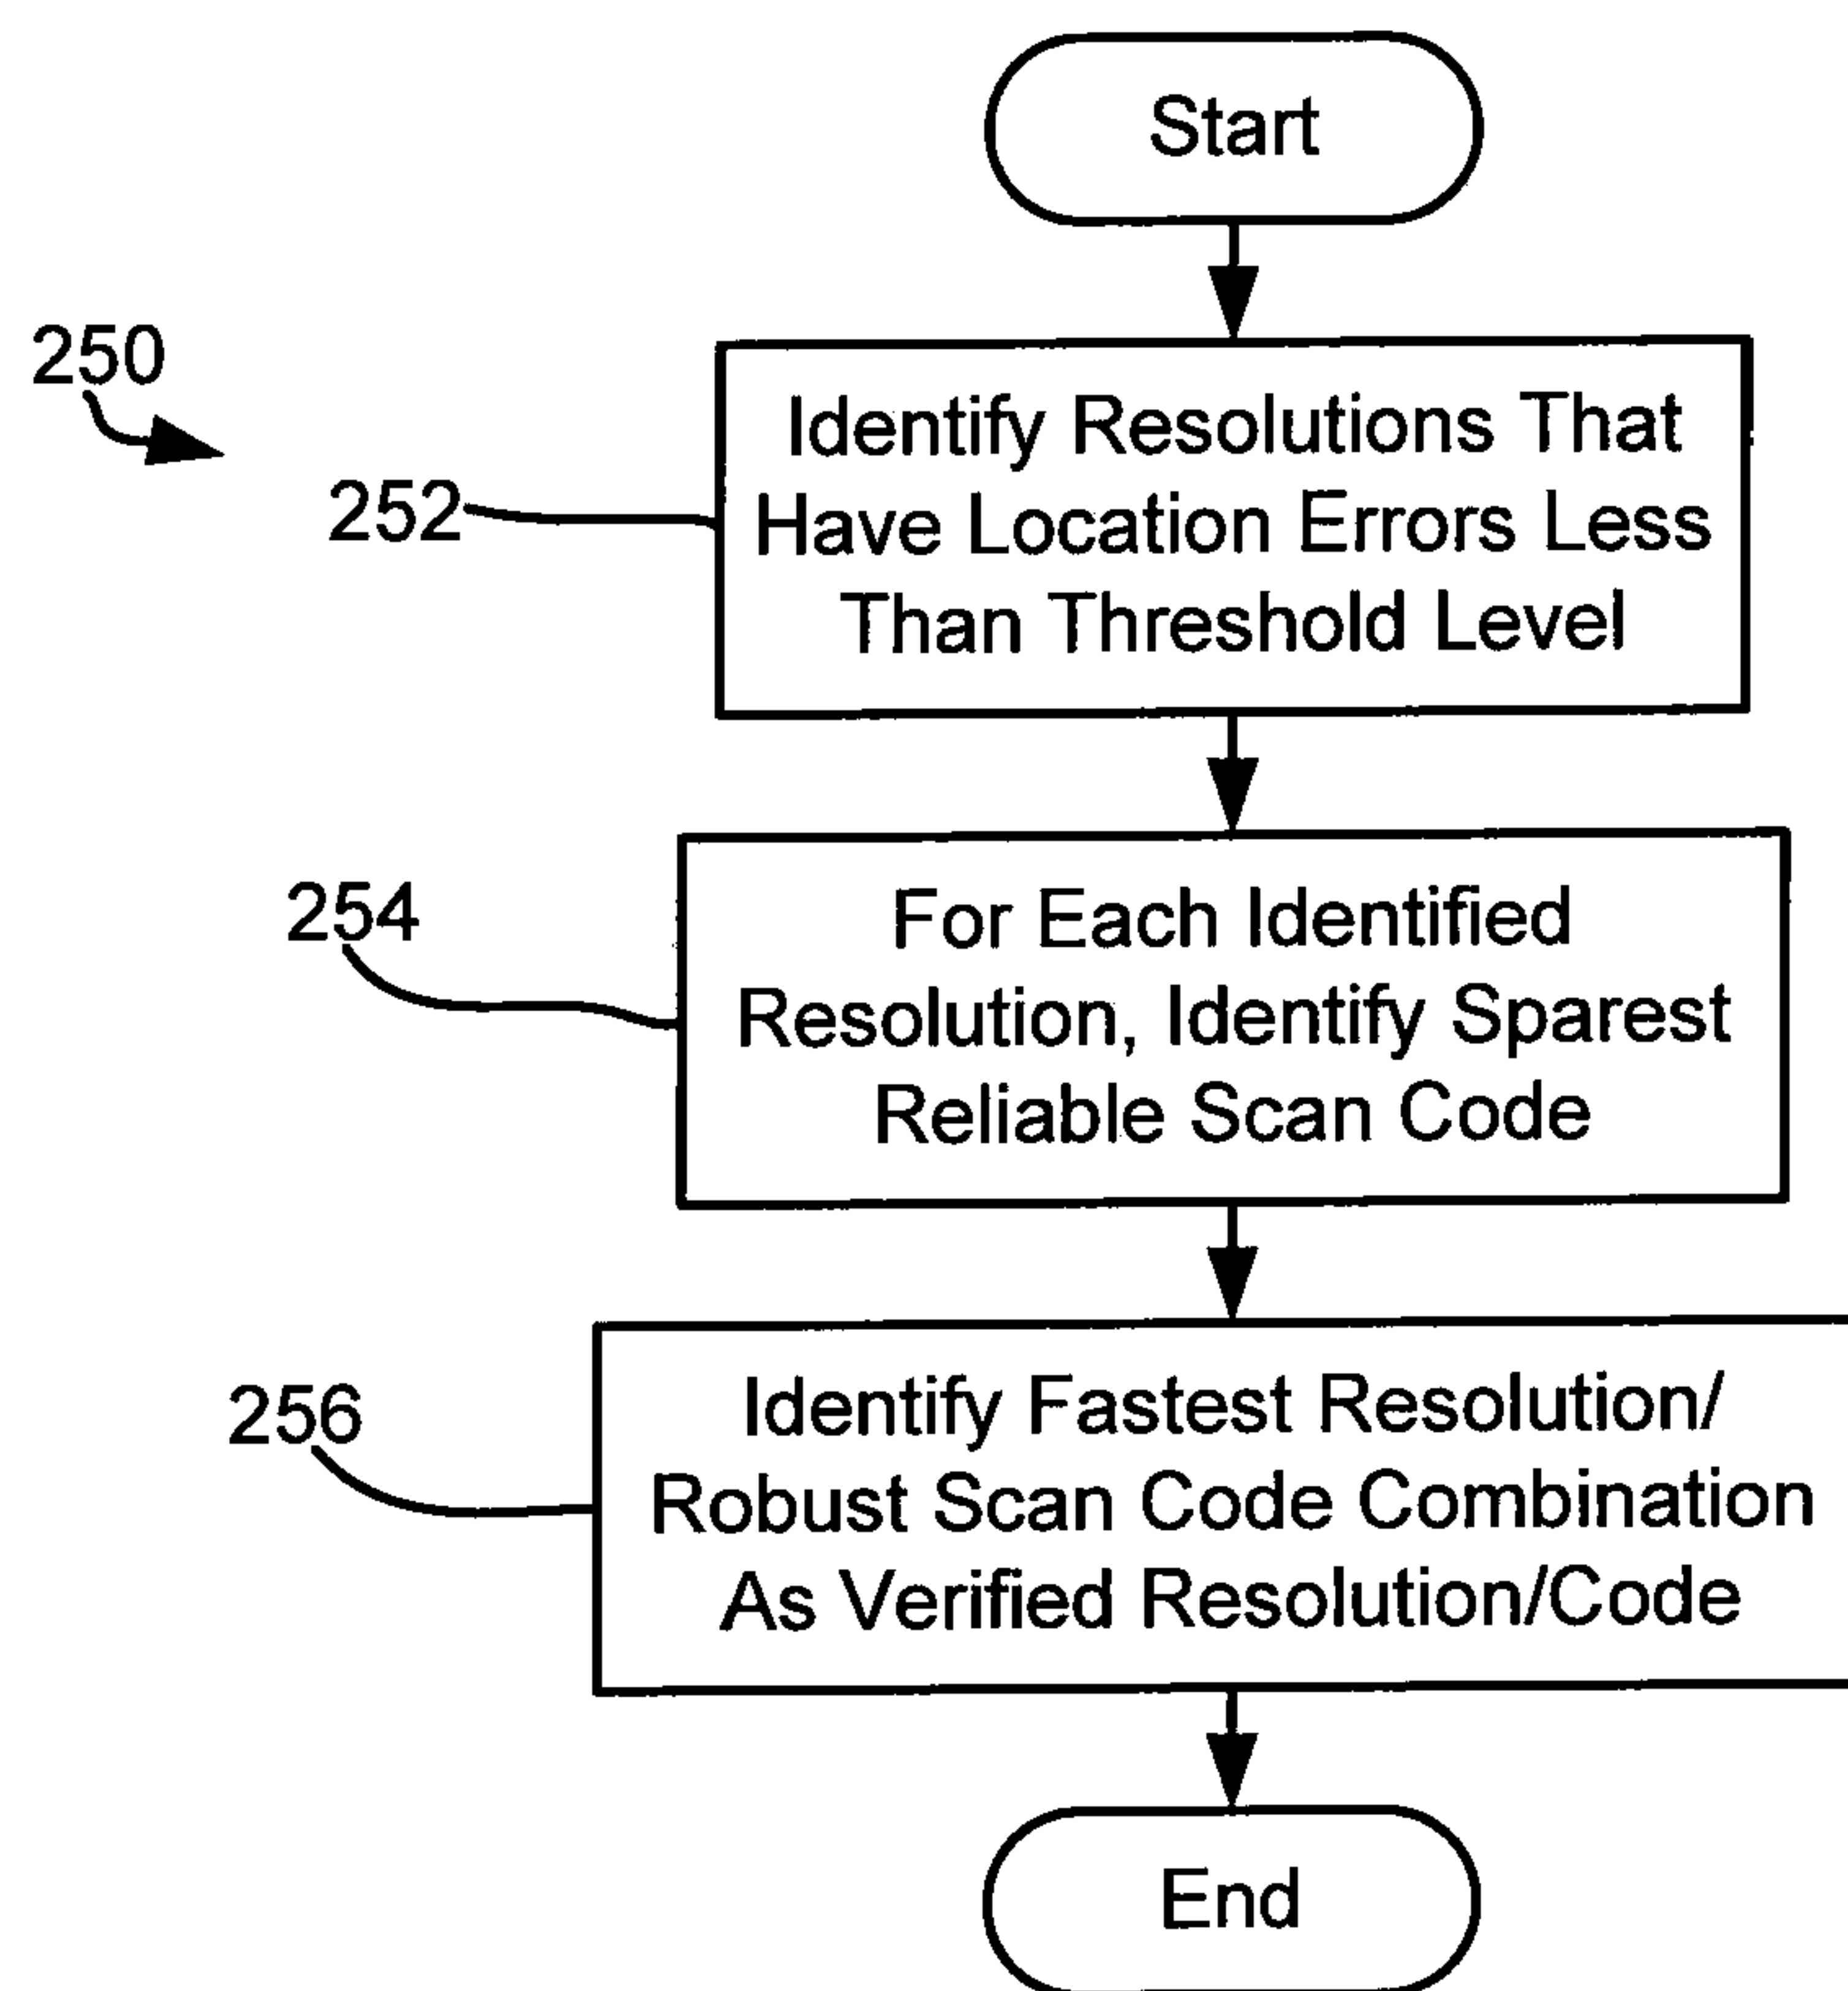 Start
250
252
Identify Resolutions That
Have Location Errors Less
Than Threshold Level
254
For Each Identified
Resolution, Identify Sparest
Reliable Scan Code
256
Identify Fastest Resolution/
Robust Scan Code Combination
As Verified Resolution/Code
End